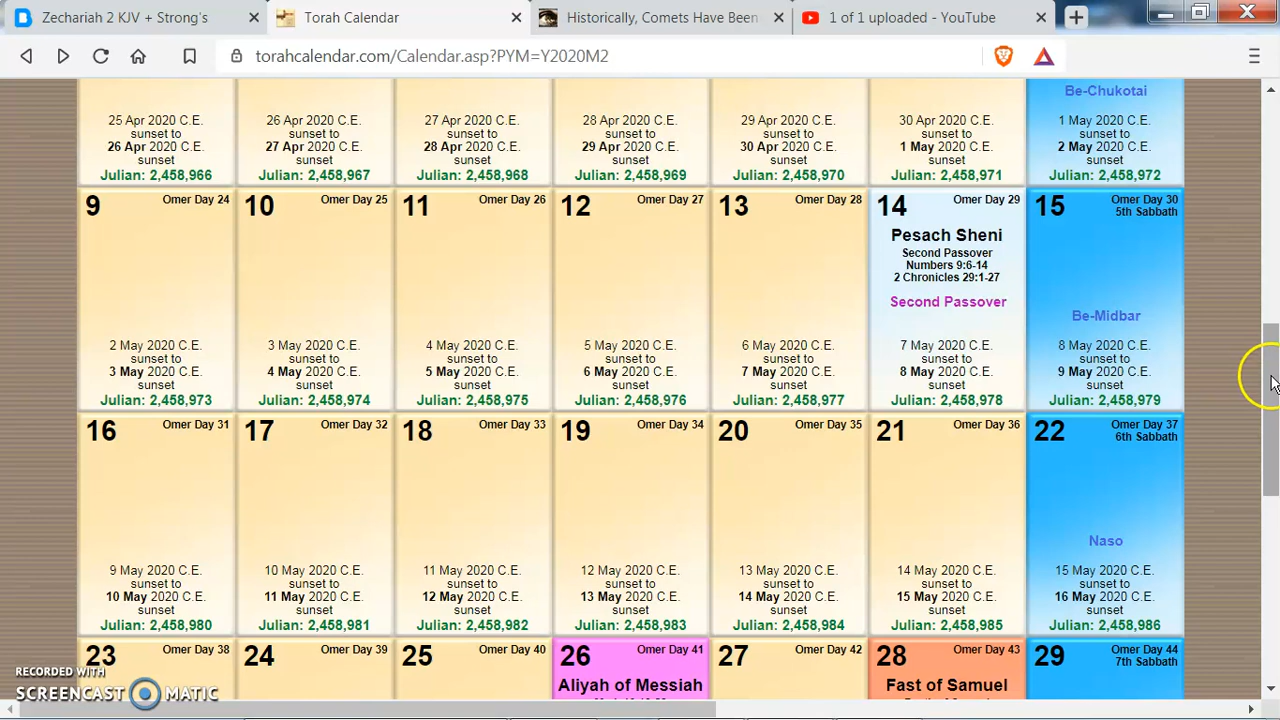 Zechariah 2 KJV + Strong's
Torah Calendar
Historically, Comets Have Been
1 of 1 uploaded - YouTube
torahcalendar.com/Calendar.asp?PYM=Y2020M2
Be-Chukotai
25 Apr 2020 C.E. 26 Apr 2020 C.E. 27 Apr 2020 C.E. 28 Apr 2020 C.E. 29 Apr 2020 C.E. 30 Apr 2020 C.E. 1 May 2020 C.E.
sunset to sunset to sunset to sunset to sunset to sunset to sunset to
26 Apr 2020 C.E. 27 Apr 2020 C.E. 28 Apr 2020 C.E. 29 Apr 2020 C.E. 30 Apr 2020 C.E. 1 May 2020 C.E. 2 May 2020 C.E.
sunset sunset sunset sunset sunset sunset sunset
Julian: 2,458,966 Julian: 2,458,967 Julian: 2,458,968 Julian: 2,458,969 Julian: 2,458,970 Julian: 2,458,971 Julian: 2,458,972
9 Omer Day 24 10 Omer Day 25 11 Omer Day 26 12 Omer Day 27 13 Omer Day 28 14 Omer Day 29 15 Omer Day 30
5th Sabbath
Pesach Sheni
Second Passover
Numbers 9:6-14
2 Chronicles 29:1-27
Second Passover
Be-Midbar
2 May 2020 C.E. 3 May 2020 C.E. 4 May 2020 C.E. 5 May 2020 C.E. 6 May 2020 C.E. 7 May 2020 C.E. 8 May 2020 C.E.
sunset to sunset to sunset to sunset to sunset to sunset to sunset to
3 May 2020 C.E. 4 May 2020 C.E. 5 May 2020 C.E. 6 May 2020 C.E. 7 May 2020 C.E. 8 May 2020 C.E. 9 May 2020 C.E.
sunset sunset sunset sunset sunset sunset sunset
Julian: 2,458,973 Julian: 2,458,974 Julian: 2,458,975 Julian: 2,458,976 Julian: 2,458,977 Julian: 2,458,978 Julian: 2,458,979
16 Omer Day 31 17 Omer Day 32 18 Omer Day 33 19 Omer Day 34 20 Omer Day 35 21 Omer Day 36 22 Omer Day 37
6th Sabbath
Naso
9 May 2020 C.E. 10 May 2020 C.E. 11 May 2020 C.E. 12 May 2020 C.E. 13 May 2020 C.E. 14 May 2020 C.E. 15 May 2020 C.E.
sunset to sunset to sunset to sunset to sunset to sunset to sunset to
10 May 2020 C.E. 11 May 2020 C.E. 12 May 2020 C.E. 13 May 2020 C.E. 14 May 2020 C.E. 15 May 2020 C.E. 16 May 2020 C.E.
sunset sunset sunset sunset sunset sunset sunset
Julian: 2,458,980 Julian: 2,458,981 Julian: 2,458,982 Julian: 2,458,983 Julian: 2,458,984 Julian: 2,458,985 Julian: 2,458,986
23 Omer Day 38 24 Omer Day 39 25 Omer Day 40 26 Omer Day 41 27 Omer Day 42 28 Omer Day 43 29 Omer Day 44
7th Sabbath
Aliyah of Messiah Fast of Samuel
RECORDED WITH
SCREENCAST MATIC